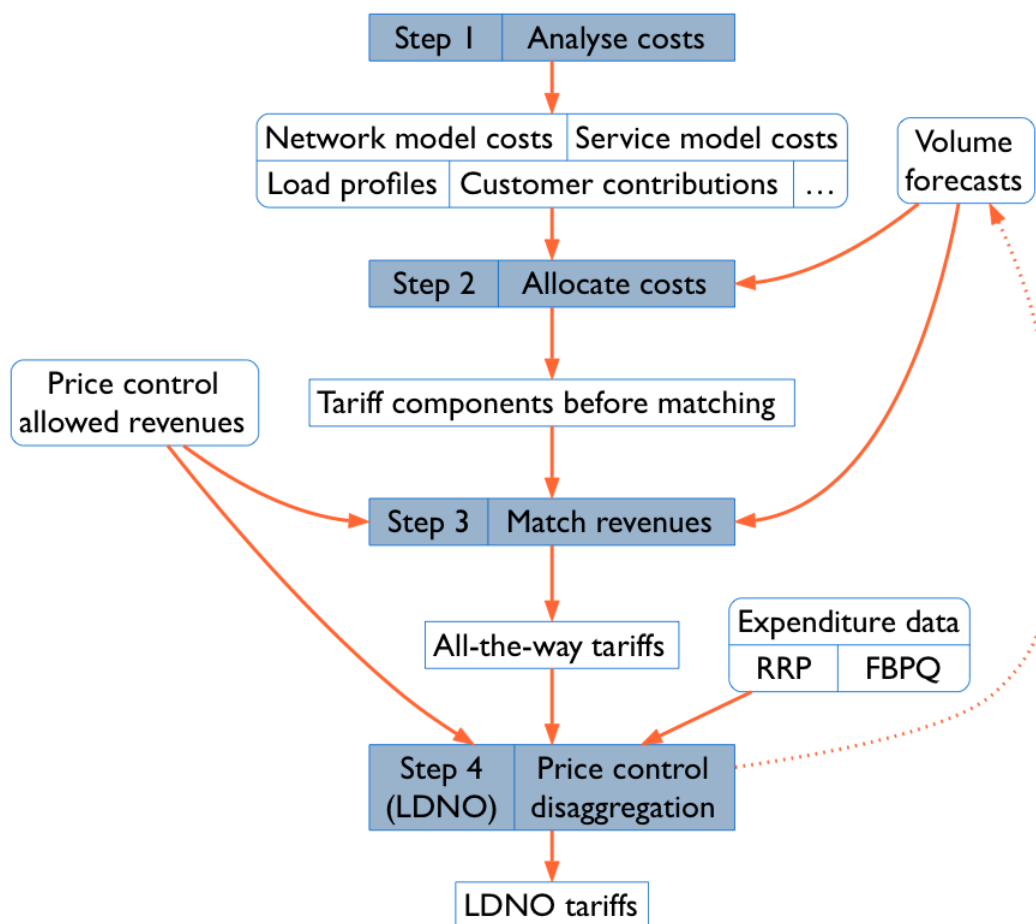 Step 1 Analyse costs
Network model costs Service model costs
Load profiles Customer contributions …
Volume
forecasts
Step 2 Allocate costs
Price control
allowed revenues
Tariff components before matching
Step 3 Match revenues
All-the-way tariffs
Expenditure data
RRP FBPQ
Step 4
(LDNO)
Price control
disaggregation
LDNO tariffs